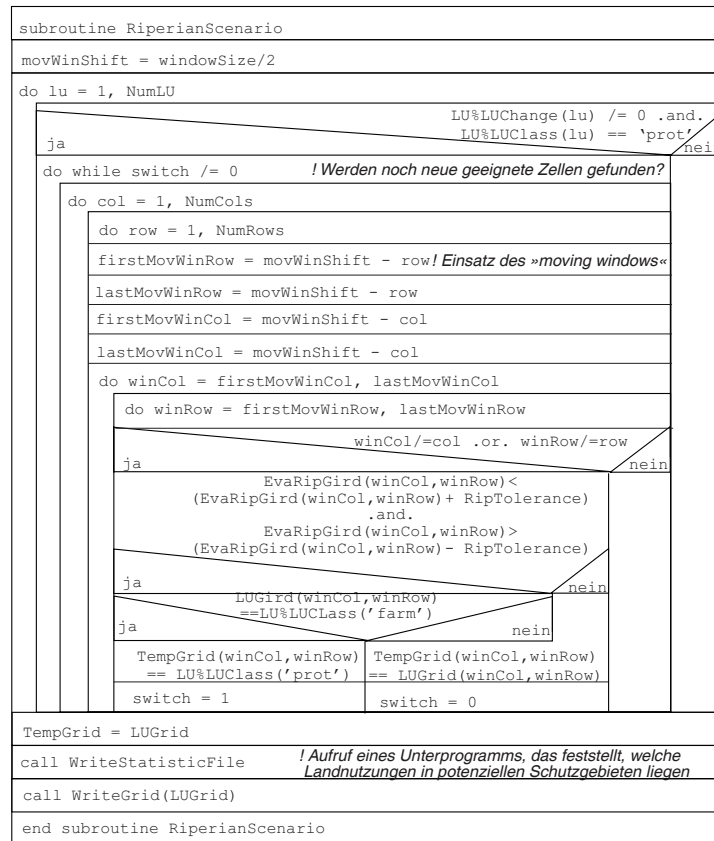 subroutine RiperianScenario
movWinShift = windowSize/2
do lu = 1, NumLU
LU%LUChange(lu) /= 0 .and.
LU%LUClass(lu) == 'prot'
ja
nein
do while switch /= 0 ! Werden noch neue geeignete Zellen gefunden?
do col = 1, NumCols
do row = 1, NumRows
firstMovWinRow = movWinShift - row! Einsatz des »moving windows«
lastMovWinRow = movWinShift - row
firstMovWinCol = movWinShift - col
lastMovWinCol = movWinShift - col
do winCol = firstMovWinCol, lastMovWinCol
do winRow = firstMovWinRow, lastMovWinRow
winCol/=col .or. winRow/=row
ja
nein
EvaRipGird(winCol,winRow)<
(EvaRipGird(winCol,winRow)+ RipTolerance)
.and.
EvaRipGird(winCol,winRow)>
(EvaRipGird(winCol,winRow)- RipTolerance)
ja
nein
LUGird(winCol,winRow)
==LU%LUCLass('farm')
ja
nein
TempGrid(winCol,winRow)
== LU%LUClass('prot')
TempGrid(winCol,winRow)
== LUGrid(winCol,winRow)
switch = 1
switch = 0
TempGrid = LUGrid
call WriteStatisticFile ! Aufruf eines Unterprogramms, das feststellt, welche
Landnutzungen in potenziellen Schutzgebieten liegen
call WriteGrid(LUGrid)
end subroutine RiperianScenario